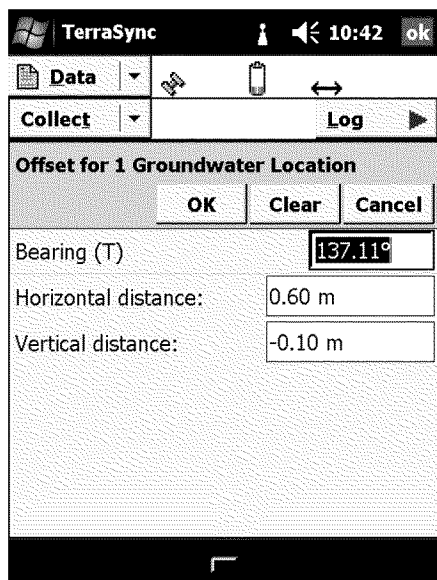 TerraSync 10:42 ok
Data
Collect Log
Offset for 1 Groundwater Location
OK Clear Cancel
Bearing (T) 137.11°
Horizontal distance: 0.60 m
Vertical distance: -0.10 m